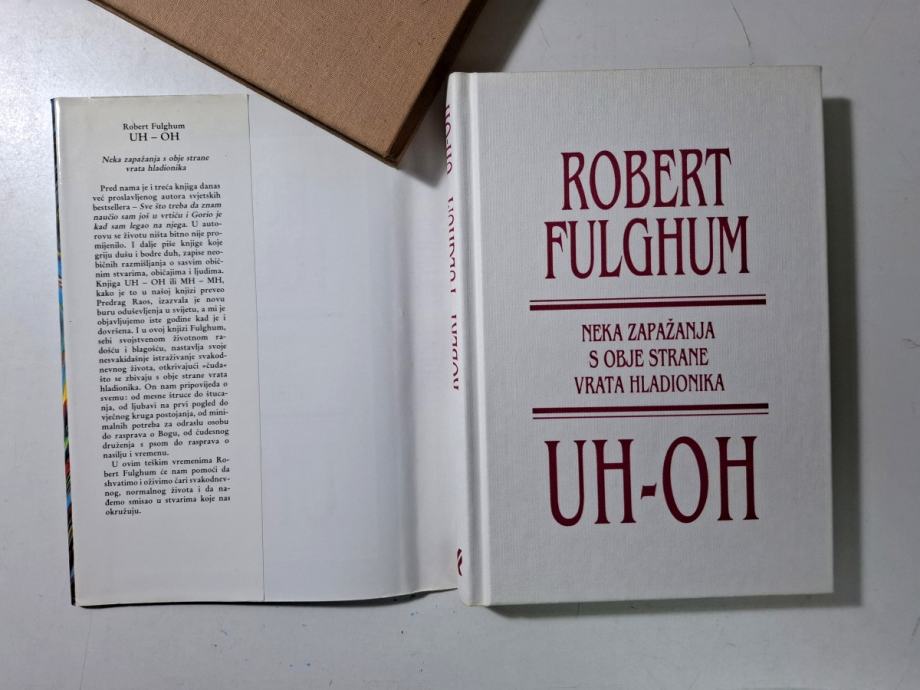 Robert Fulghum
UH – OH
Neka zapažanja s obje strane
vrata hladionika
Pred nama je i treća knjiga danas
već proslavljenog autora svjetskih
bestsellera – Sve što treba da znam
naučio sam još u vrtiću i Gorio je
kad sam legao na njega. U auto-
rovu se životu ništa bitno nije pro-
mijenilo. I dalje piše knjige koje
griju dušu i bodre duh, zapise neo-
bičnih razmišljanja o sasvim obič-
nim stvarima, običajima i ljudima.
Knjiga UH – OH ili MH – MH,
kako je to u našoj knjizi preveo
Predrag Raos, izazvala je novu
buru oduševljenja u svijetu, a mi je
objavljujemo iste godine kad je i
dovršena. I u ovoj knjizi Fulghum,
sebi svojstvenom životnom ra-
došću i blagošću, nastavlja svoje
nesvakidašnje istraživanje svakod-
nevnog života, otkrivajući »čuda«
što se zbivaju s obje strane vrata
hladionika. On nam pripovijeda o
svemu: od mesne štruce do štuca-
nja, od ljubavi na prvi pogled do
vječnog kruga postojanja, od mini-
malnih potreba za odraslu osobu
do rasprava o Bogu, od čudesnog
druženja s psom do rasprava o
nasilju i vremenu.
U ovim teškim vremenima Ro-
bert Fulghum će nam pomoći da
shvatimo i oživimo čari svakodnev-
nog, normalnog života i da na-
đemo smisao u stvarima koje nas
okružuju.
ROBERT FULGHUM UH-OH
ROBERT
FULGHUM
NEKA ZAPAŽANJA
S OBJE STRANE
VRATA HLADIONIKA
UH-OH